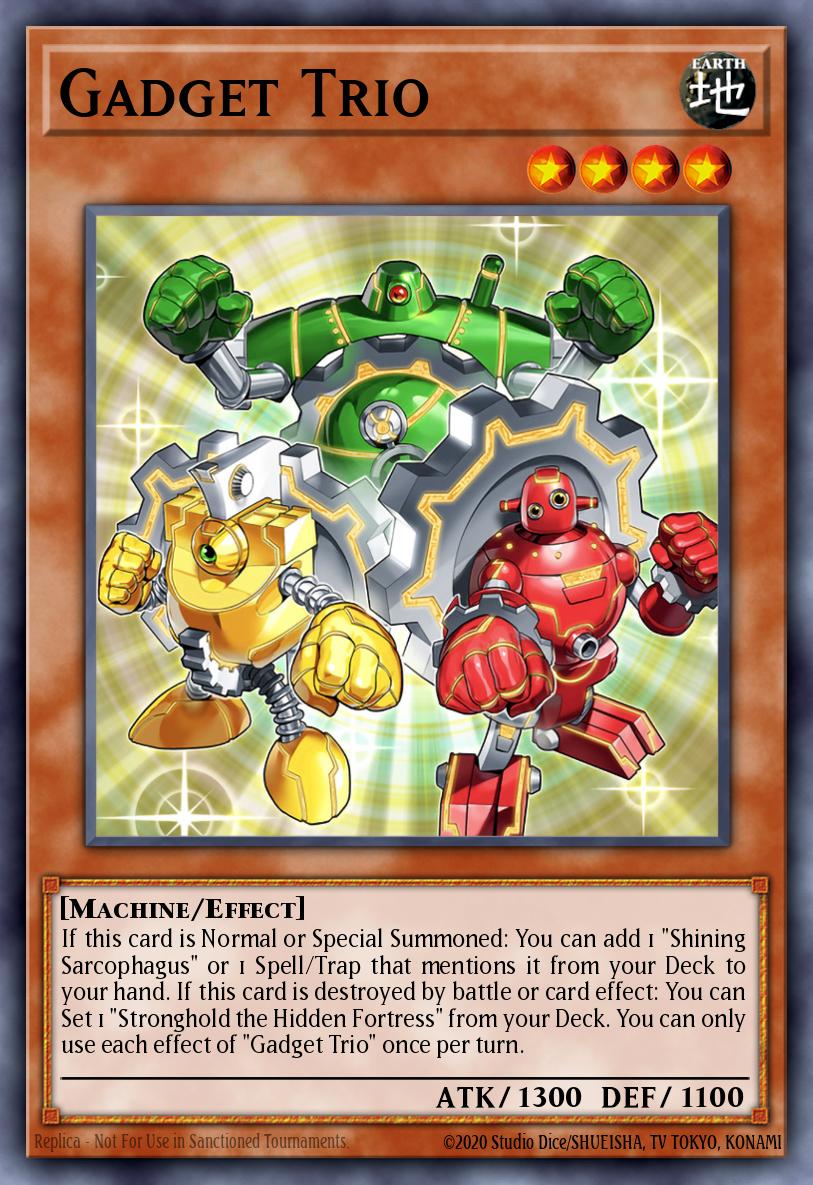 Gadget Trio
EARTH
地
[Machine/Effect]
If this card is Normal or Special Summoned: You can add 1 "Shining
Sarcophagus" or 1 Spell/Trap that mentions it from your Deck to
your hand. If this card is destroyed by battle or card effect: You can
Set 1 "Stronghold the Hidden Fortress" from your Deck. You can only
use each effect of "Gadget Trio" once per turn.
ATK/1300 DEF/1100
Replica - Not For Use in Sanctioned Tournaments.
©2020 Studio Dice/SHUEISHA, TV TOKYO, KONAMI